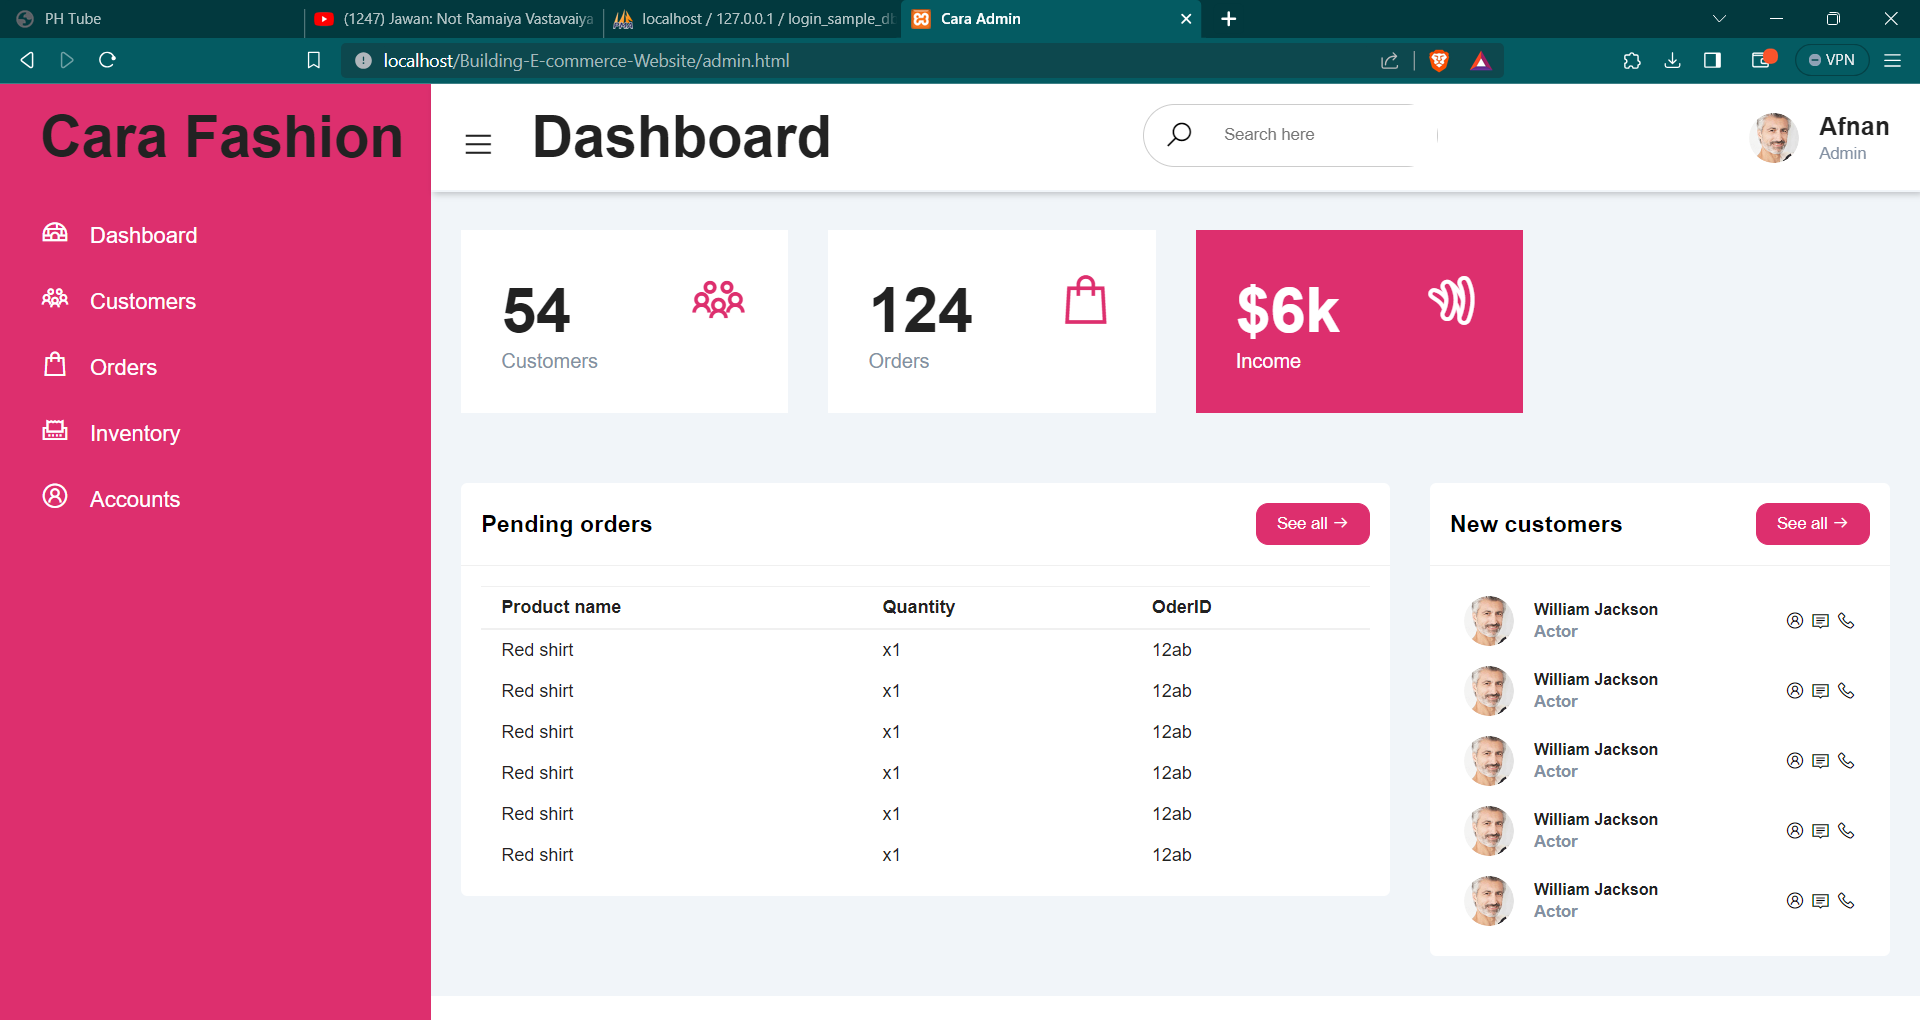 PH Tube
(1247) Jawan: Not Ramaiya Vastavaiya
localhost / 127.0.0.1 / login_sample_db
Cara Admin
localhost/Building-E-commerce-Website/admin.html
VPN
Cara Fashion
Dashboard
Customers
Orders
Inventory
Accounts
Dashboard
Search here
Afnan
Admin
54
Customers
124
Orders
$6k
Income
Pending orders
See all →
Product name Quantity OderID
Red shirt x1 12ab
Red shirt x1 12ab
Red shirt x1 12ab
Red shirt x1 12ab
Red shirt x1 12ab
Red shirt x1 12ab
New customers
See all →
William Jackson
Actor
William Jackson
Actor
William Jackson
Actor
William Jackson
Actor
William Jackson
Actor